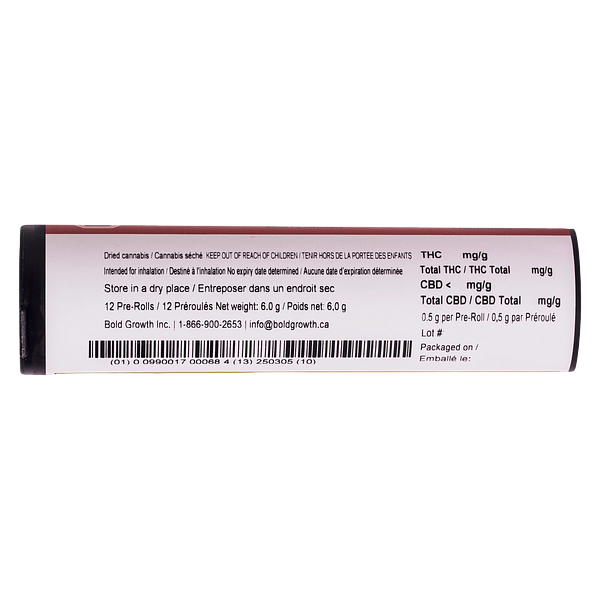 Dried cannabis / Cannabis séché KEEP OUT OF REACH OF CHILDREN / TENIR HORS DE LA PORTEE DES ENFANTS
Intended for inhalation / Destiné à l'inhalation No expiry date determined / Aucune date d'expiration déterminée
Store in a dry place / Entreposer dans un endroit sec
12 Pre-Rolls / 12 Préroulés Net weight: 6.0 g / Poids net: 6,0 g
Bold Growth Inc. | 1-866-900-2653 | info@boldgrowth.ca
(01) 0 0990017 00068 4 (13) 250305 (10)
THC mg/g
Total THC / THC Total mg/g
CBD < mg/g
Total CBD / CBD Total mg/g
0.5 g per Pre-Roll / 0,5 g par Préroulé
Lot #
Packaged on /
Emballé le: